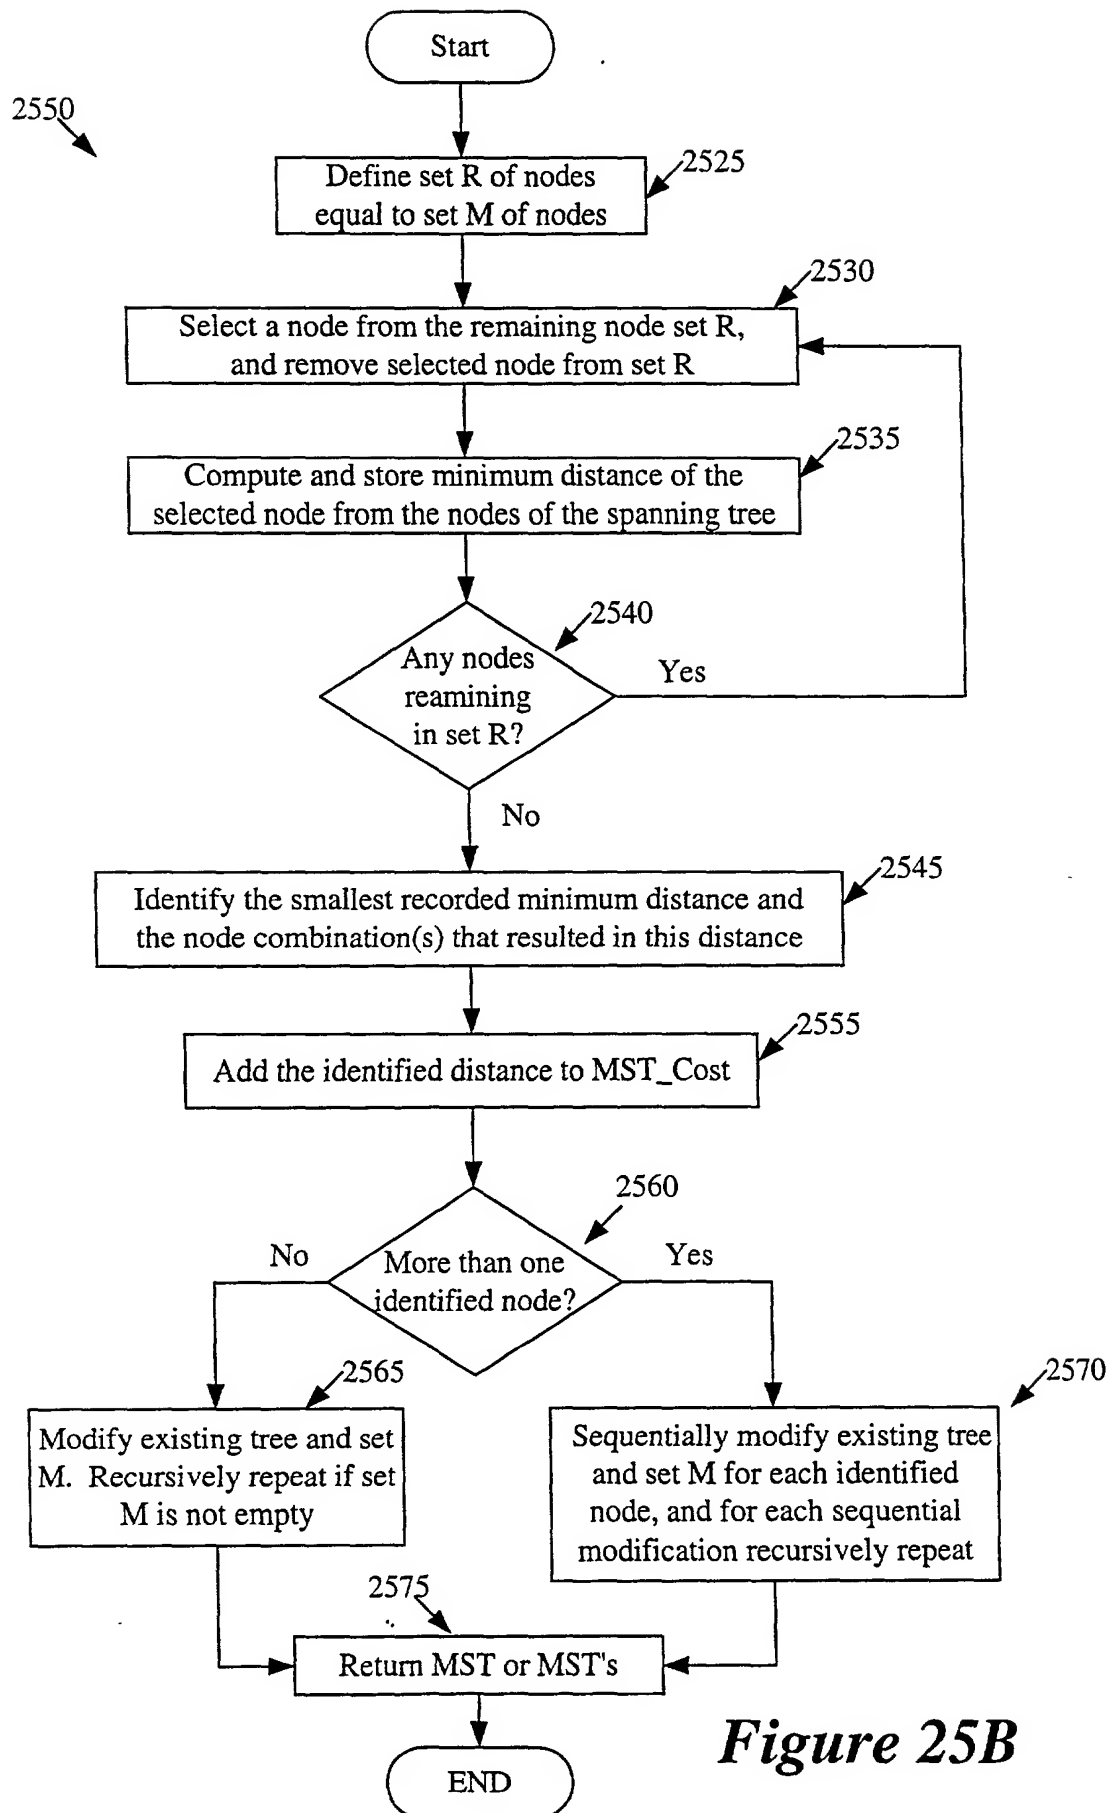 Start
2550
2525
Define set R of nodes
equal to set M of nodes
2530
Select a node from the remaining node set R,
and remove selected node from set R
2535
Compute and store minimum distance of the
selected node from the nodes of the spanning tree
2540
Any nodes
reamining
in set R?
Yes
No
2545
Identify the smallest recorded minimum distance and
the node combination(s) that resulted in this distance
2555
Add the identified distance to MST_Cost
2560
More than one
identified node?
No
Yes
2565
Modify existing tree and set
M. Recursively repeat if set
M is not empty
2570
Sequentially modify existing tree
and set M for each identified
node, and for each sequential
modification recursively repeat
2575
Return MST or MST's
END
Figure 25B